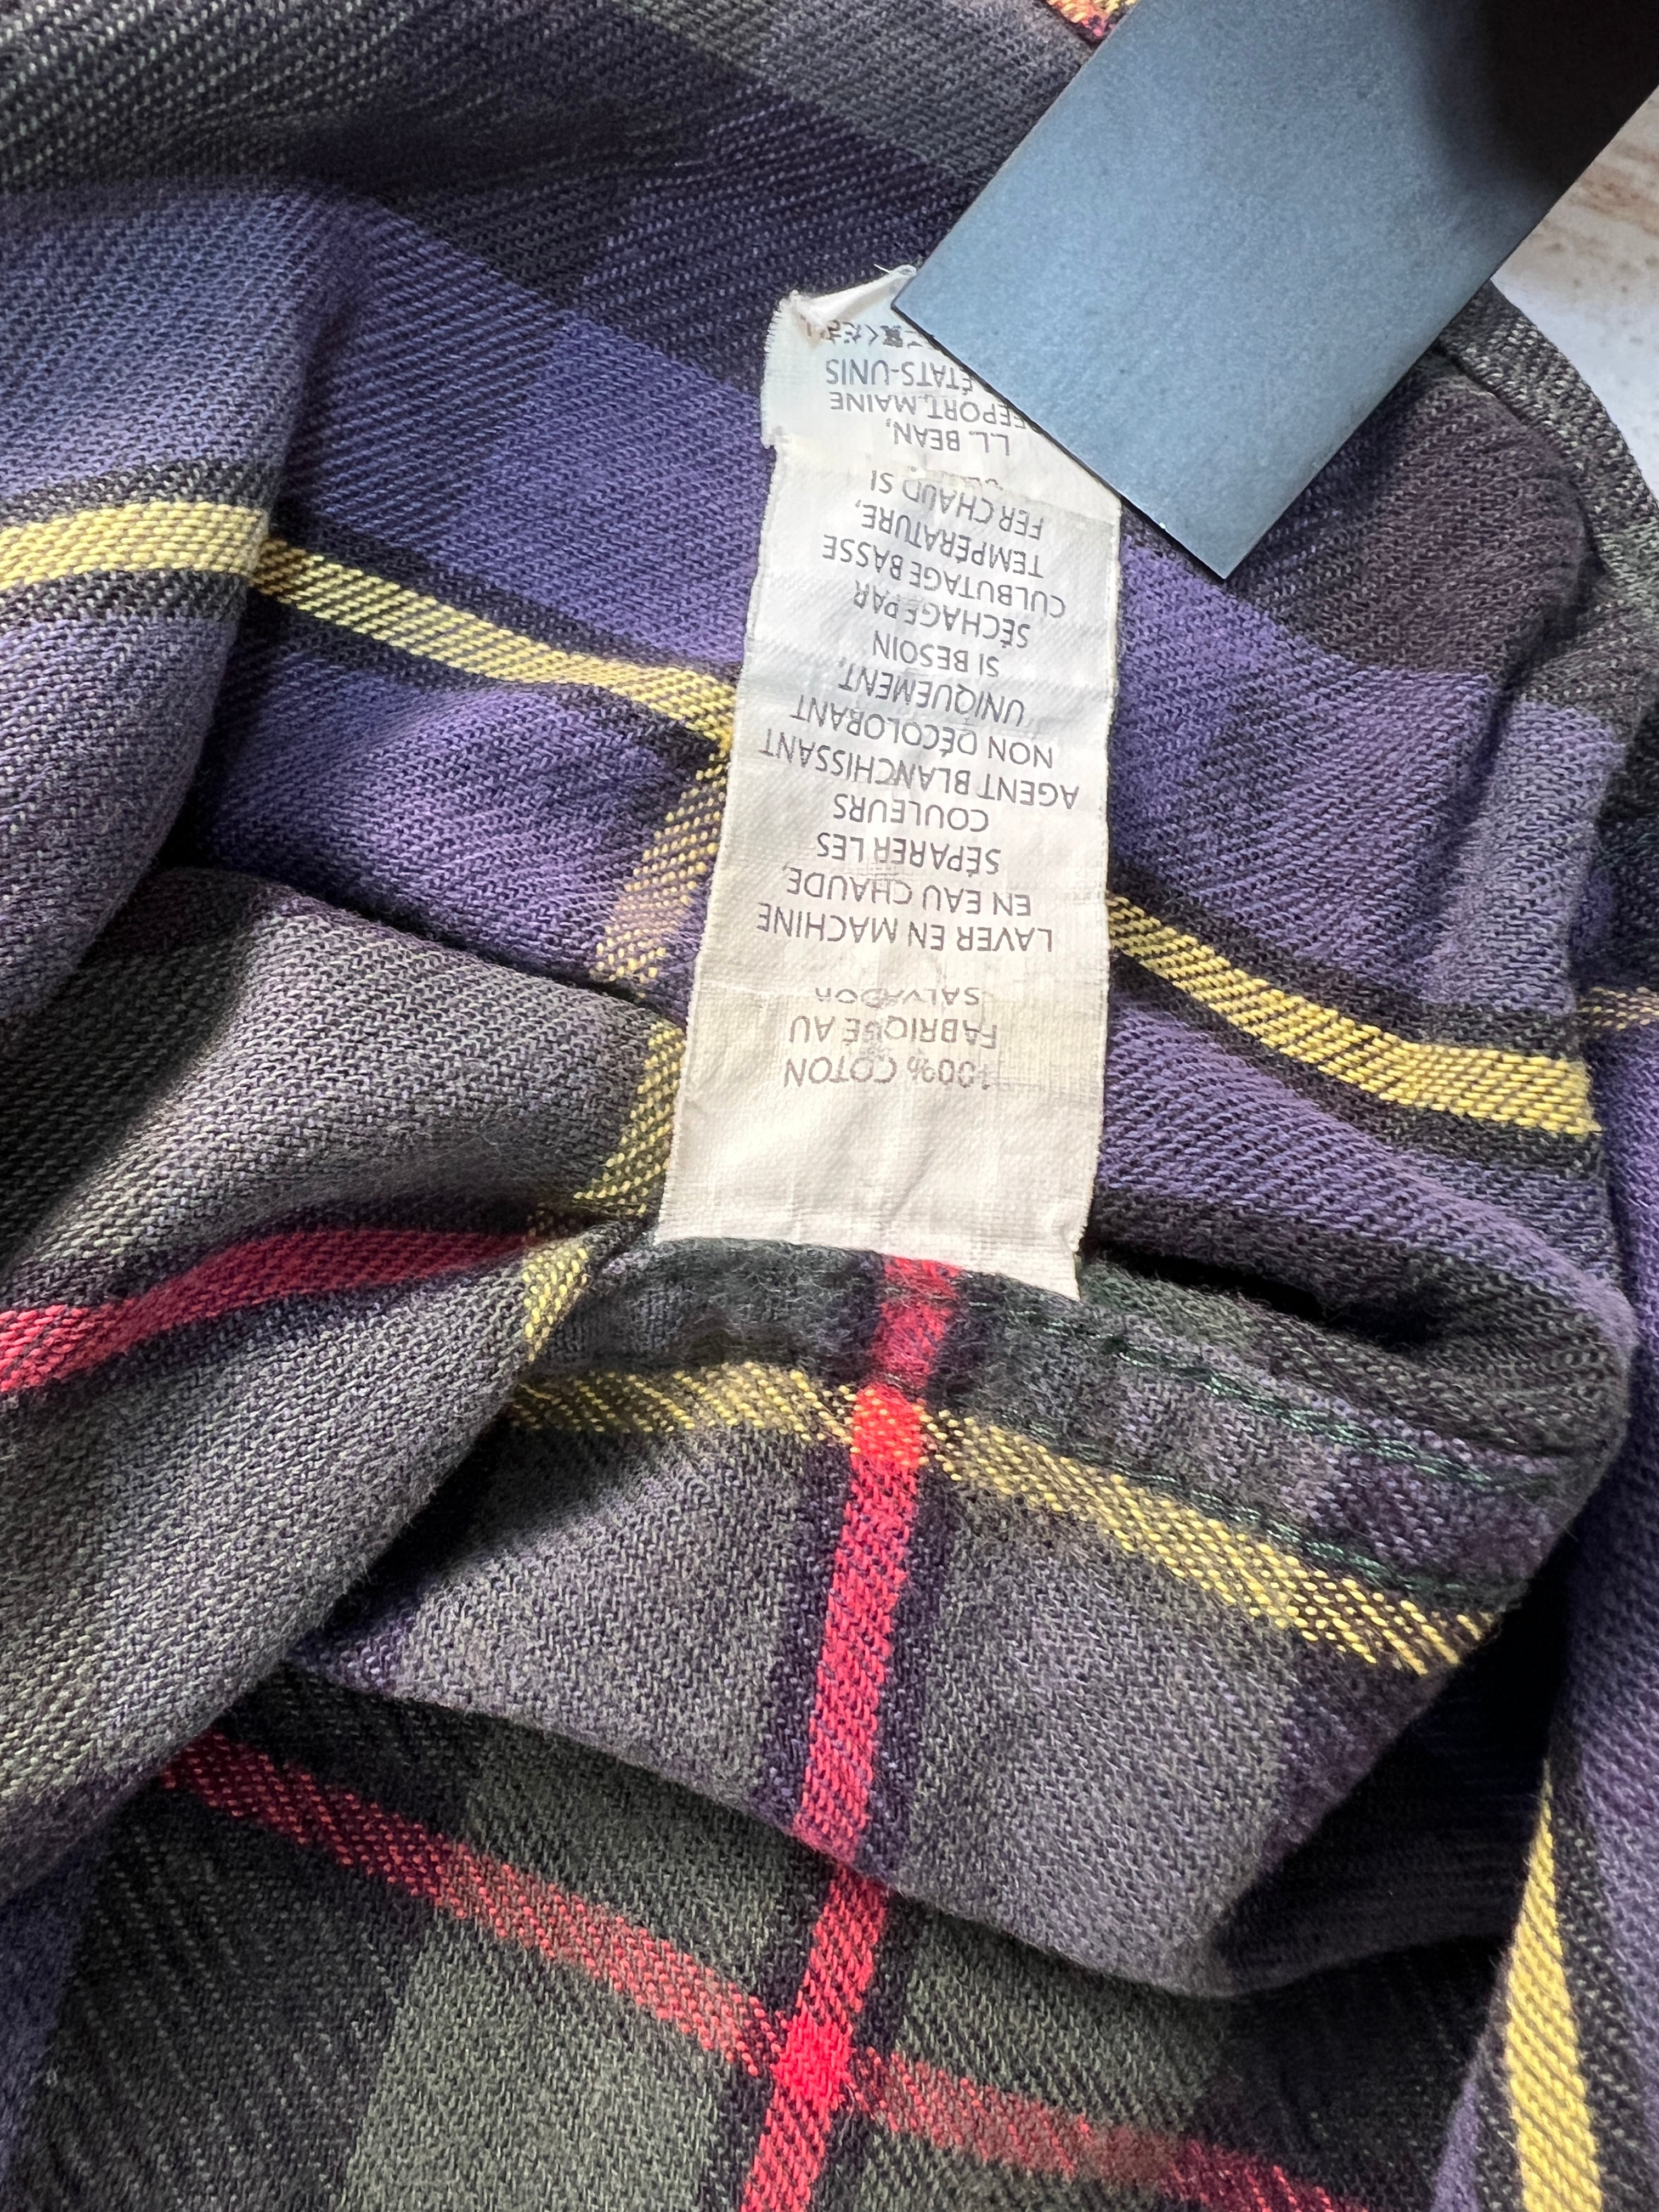 100% COTON
FABRIQUÉ AU
SALVADOR
LAVER EN MACHINE
EN EAU CHAUDE,
SÉPARER LES
COULEURS
AGENT BLANCHISSANT
NON DÉCOLORANT
UNIQUEMENT,
SI BESOIN,
SÉCHAGE PAR
CULBUTAGE BASSE
TEMPÉRATURE,
FER CHAUD SI
L.L. BEAN,
EEPORT, MAINE
ÉTATS-UNIS